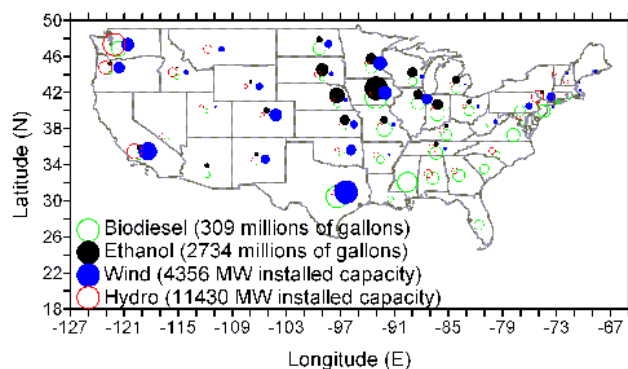 50
46
42
38
34
30
26
22
18
Latitude (N)
Biodiesel (309 millions of gallons)
Ethanol (2734 millions of gallons)
Wind (4356 MW installed capacity)
Hydro (11430 MW installed capacity)
-127 -121 -115 -109 -103 -97 -91 -85 -79 -73 -67
Longitude (E)